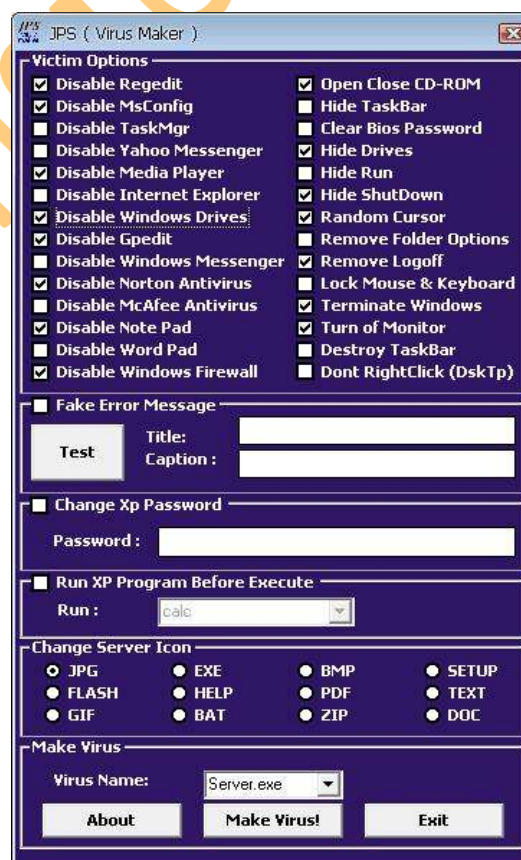 JPS ( Virus Maker )
Victim Options
Disable Regedit
Disable MsConfig
Disable TaskMgr
Disable Yahoo Messenger
Disable Media Player
Disable Internet Explorer
Disable Windows Drives
Disable Gpedit
Disable Windows Messenger
Disable Norton Antivirus
Disable McAfee Antivirus
Disable Note Pad
Disable Word Pad
Disable Windows Firewall
Open Close CD-ROM
Hide TaskBar
Clear Bios Password
Hide Drives
Hide Run
Hide ShutDown
Random Cursor
Remove Folder Options
Remove Logoff
Lock Mouse & Keyboard
Terminate Windows
Turn of Monitor
Destroy TaskBar
Dont RightClick (DskTp)
Fake Error Message
Test
Title:
Caption :
Change Xp Password
Password :
Run XP Program Before Execute
Run : calc
Change Server Icon
JPG EXE BMP SETUP
FLASH HELP PDF TEXT
GIF BAT ZIP DOC
Make Virus
Virus Name: Server.exe
About Make Virus! Exit